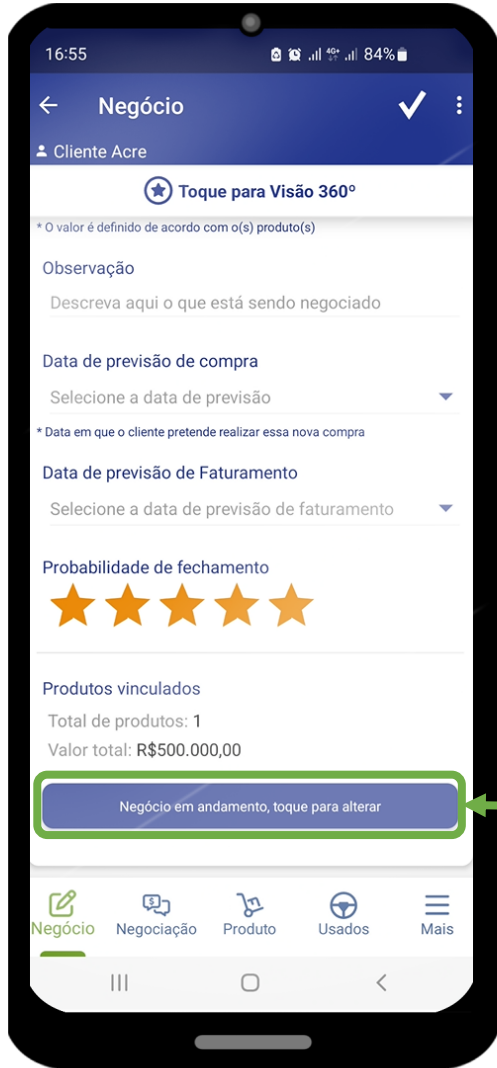 16:55
4G+ 84%
Negócio
Cliente Acre
Toque para Visão 360º
* O valor é definido de acordo com o(s) produto(s)
Observação
Descreva aqui o que está sendo negociado
Data de previsão de compra
Selecione a data de previsão
* Data em que o cliente pretende realizar essa nova compra
Data de previsão de Faturamento
Selecione a data de previsão de faturamento
Probabilidade de fechamento
Produtos vinculados
Total de produtos: 1
Valor total: R$500.000,00
Negócio em andamento, toque para alterar
Negócio Negociação Produto Usados Mais